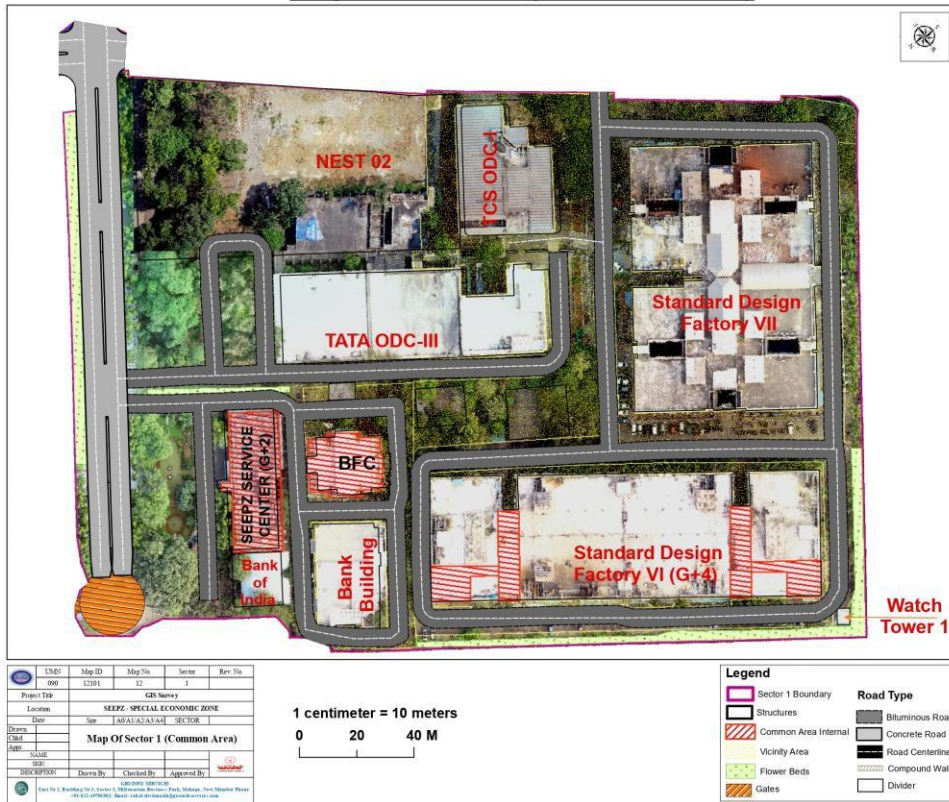 NEST 02
TCS ODC-I
Standard Design
Factory VII
TATA ODC-III
SEEPZ SERVICE
CENTER (G+2)
BFC
Bank
of
India
Bank
Building
Standard Design
Factory VI (G+4)
Watch
Tower 1
UMN Map ID Map No Sector Rev. No.
090 12101 12 1
Project Title GIS Survey
Location SEEPZ - SPECIAL ECONOMIC ZONE
Date Size A0/A1/A2/A3/A4 SECTOR
Drawn
Chkd
Appr.
Map Of Sector 1 (Common Area)
NAME
SIGN
DESCRIPTION Drawn By Checked By Approved By
GEOINFO SERVICES
1 centimeter = 10 meters
0 20 40 M
Legend
Sector 1 Boundary
Structures
Common Area Internal
Vicinity Area
Flower Beds
Gates
Road Type
Bituminous Roa
Concrete Road
Road Centerline
Compound Wall
Divider